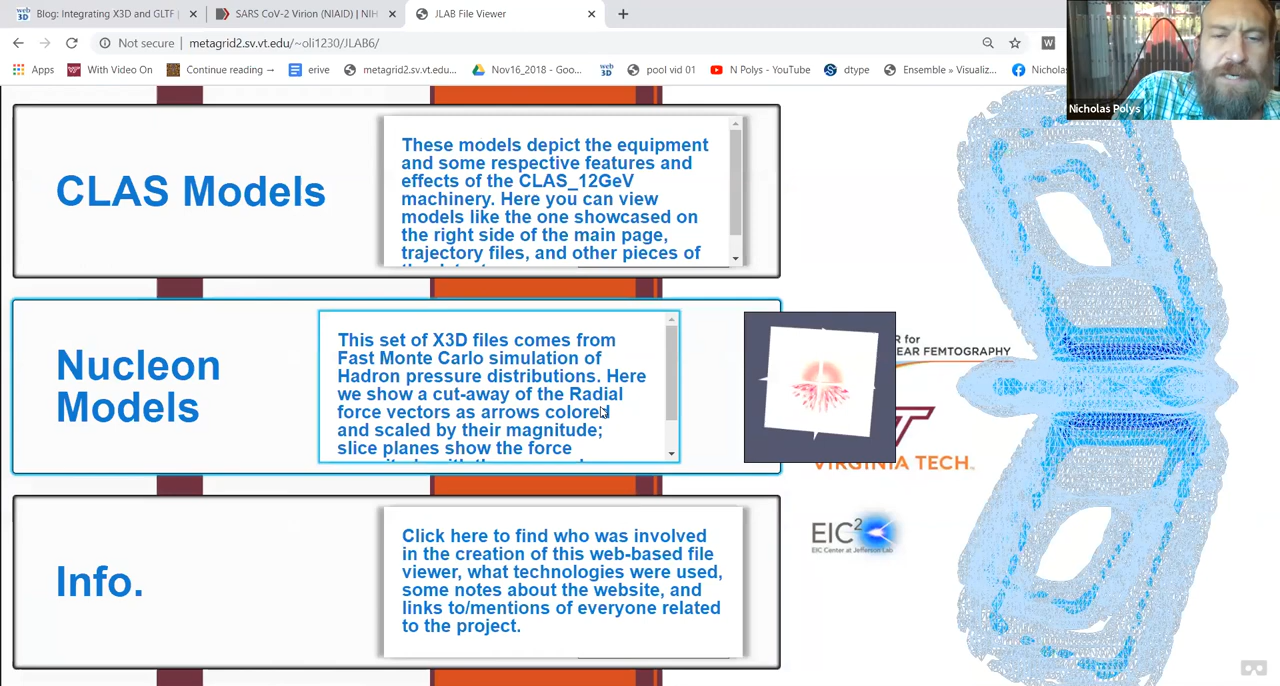 Blog: Integrating X3D and GLTF |
SARS CoV-2 Virion (NIAID) | NIH
JLAB File Viewer
Not secure | metagrid2.sv.vt.edu/~oli1230/JLAB6/
W
Apps
With Video On
Continue reading →
erive
metagrid2.sv.vt.edu...
Nov16_2018 - Goo...
web
3D
pool vid 01
N Polys - YouTube
dtype
Ensemble » Visualiz...
Nicholas Polys
CLAS Models
These models depict the equipment
and some respective features and
effects of the CLAS_12GeV
machinery. Here you can view
models like the one showcased on
the right side of the main page,
trajectory files, and other pieces of
Nucleon
Models
This set of X3D files comes from
Fast Monte Carlo simulation of
Hadron pressure distributions. Here
we show a cut-away of the Radial
force vectors as arrows colored
and scaled by their magnitude;
slice planes show the force
R for
EAR FEMTOGRAPHY
VIRGINIA TECH.
EIC²
EIC Center at Jefferson Lab
Info.
Click here to find who was involved
in the creation of this web-based file
viewer, what technologies were used,
some notes about the website, and
links to/mentions of everyone related
to the project.